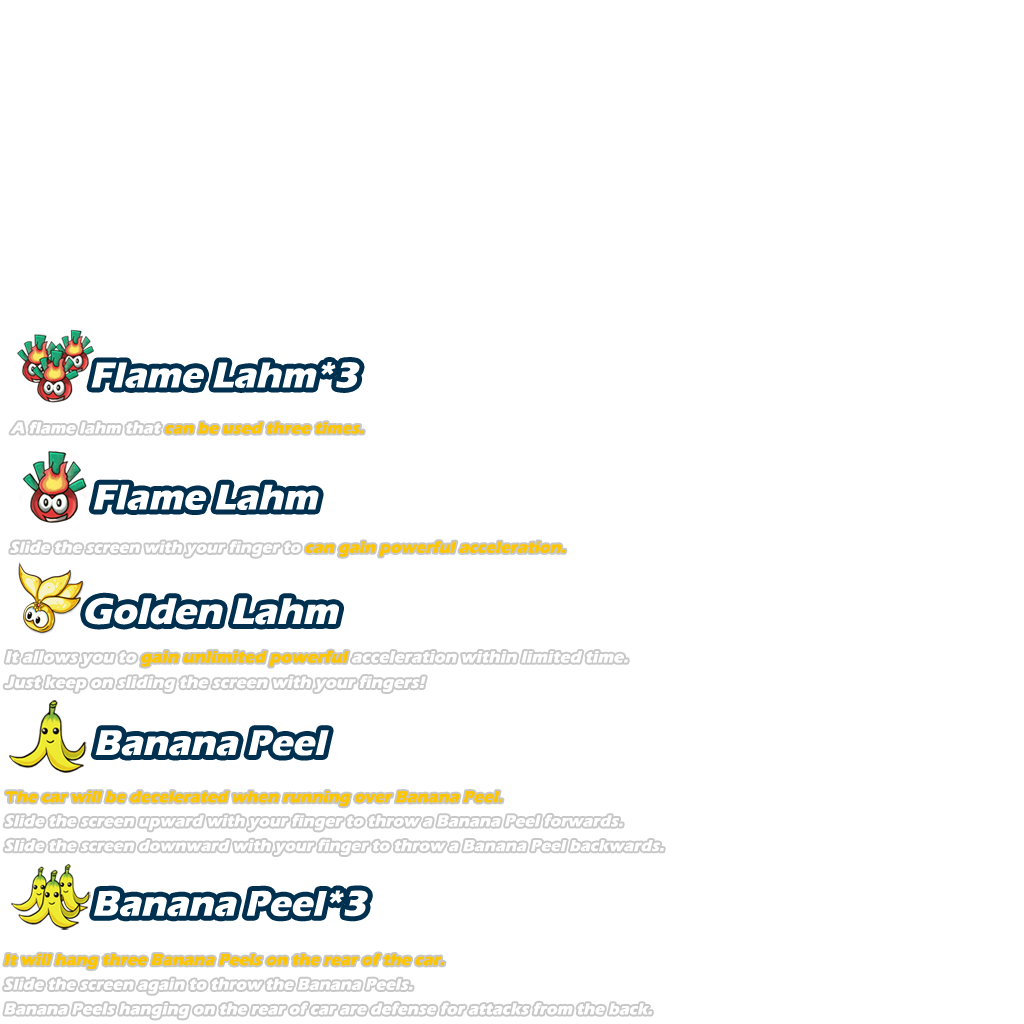 Flame Lahm*3
A flame lahm that can be used three times.
Flame Lahm
Slide the screen with your finger to can gain powerful acceleration.
Golden Lahm
It allows you to gain unlimited powerful acceleration within limited time.
Just keep on sliding the screen with your fingers!
Banana Peel
The car will be decelerated when running over Banana Peel.
Slide the screen upward with your finger to throw a Banana Peel forwards.
Slide the screen downward with your finger to throw a Banana Peel backwards.
Banana Peel*3
It will hang three Banana Peels on the rear of the car.
Slide the screen again to throw the Banana Peels.
Banana Peels hanging on the rear of car are defense for attacks from the back.